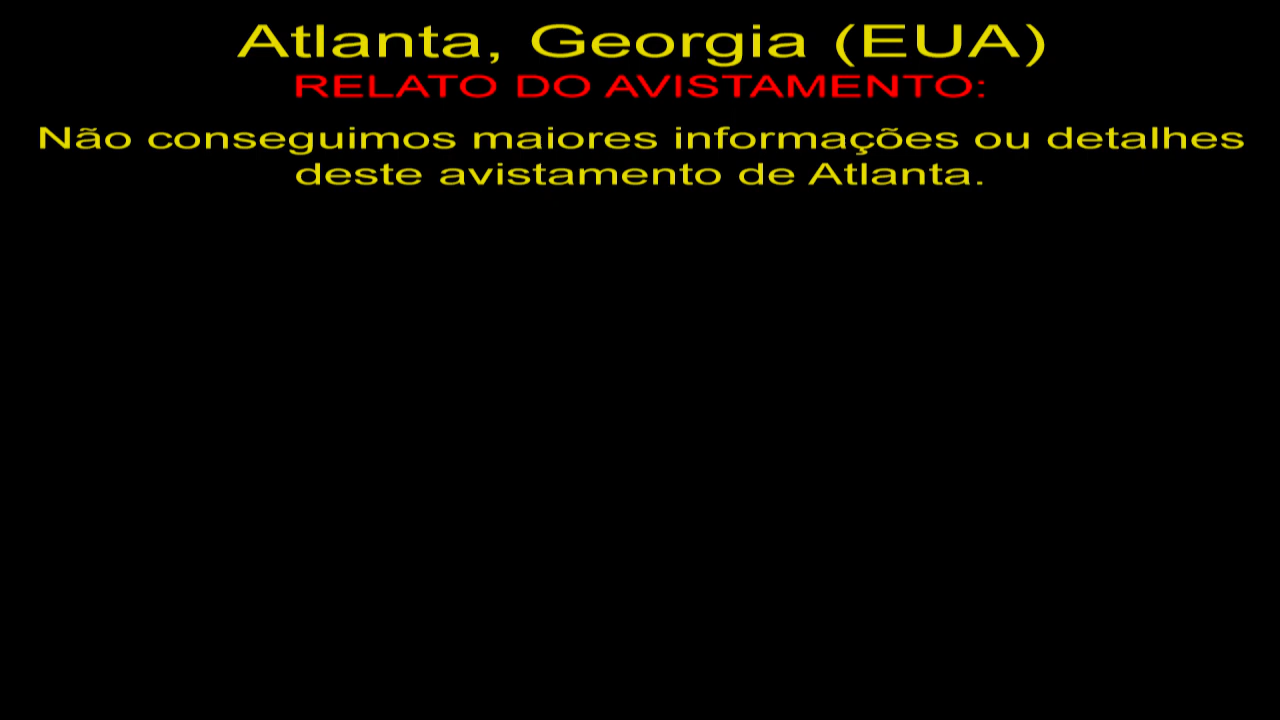 Atlanta, Georgia (EUA)
RELATO DO AVISTAMENTO:
Não conseguimos maiores informações ou detalhes
deste avistamento de Atlanta.